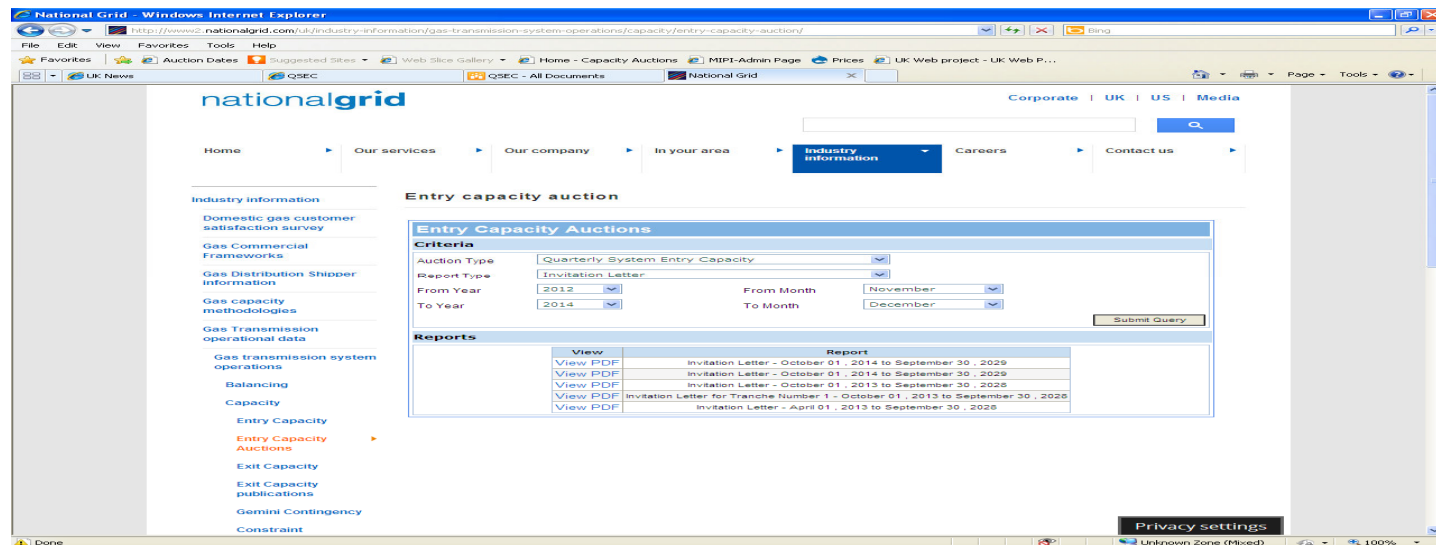 National Grid - Windows Internet Explorer
http://www2.nationalgrid.com/uk/industry-information/gas-transmission-system-operations/capacity/entry-capacity-auction/
Bing
File Edit View Favorites Tools Help
Favorites Auction Dates Suggested Sites Web Slice Gallery Home - Capacity Auctions MIPI-Admin Page Prices UK Web project - UK Web P...
UK News QSEC QSEC - All Documents National Grid Page Tools
nationalgrid
Corporate | UK | US | Media
Home Our services Our company In your area Industry information Careers Contact us
Industry information
Entry capacity auction
Domestic gas customer
satisfaction survey
Gas Commercial
Frameworks
Gas Distribution Shipper
information
Gas capacity
methodologies
Gas Transmission
operational data
Gas transmission system
operations
Balancing
Capacity
Entry Capacity
Entry Capacity
Auctions
Exit Capacity
Exit Capacity
publications
Gemini Contingency
Constraint
Entry Capacity Auctions
Criteria
Auction Type Quarterly System Entry Capacity
Report Type Invitation Letter
From Year 2012 From Month November
To Year 2014 To Month December
Submit Query
Reports
View Report
View PDF Invitation Letter - October 01 , 2014 to September 30 , 2029
View PDF Invitation Letter - October 01 , 2014 to September 30 , 2029
View PDF Invitation Letter - October 01 , 2013 to September 30 , 2028
View PDF Invitation Letter for Tranche Number 1 - October 01 , 2013 to September 30 , 2028
View PDF Invitation Letter - April 01 , 2013 to September 30 , 2028
Privacy settings
Done Unknown Zone (Mixed) 100%